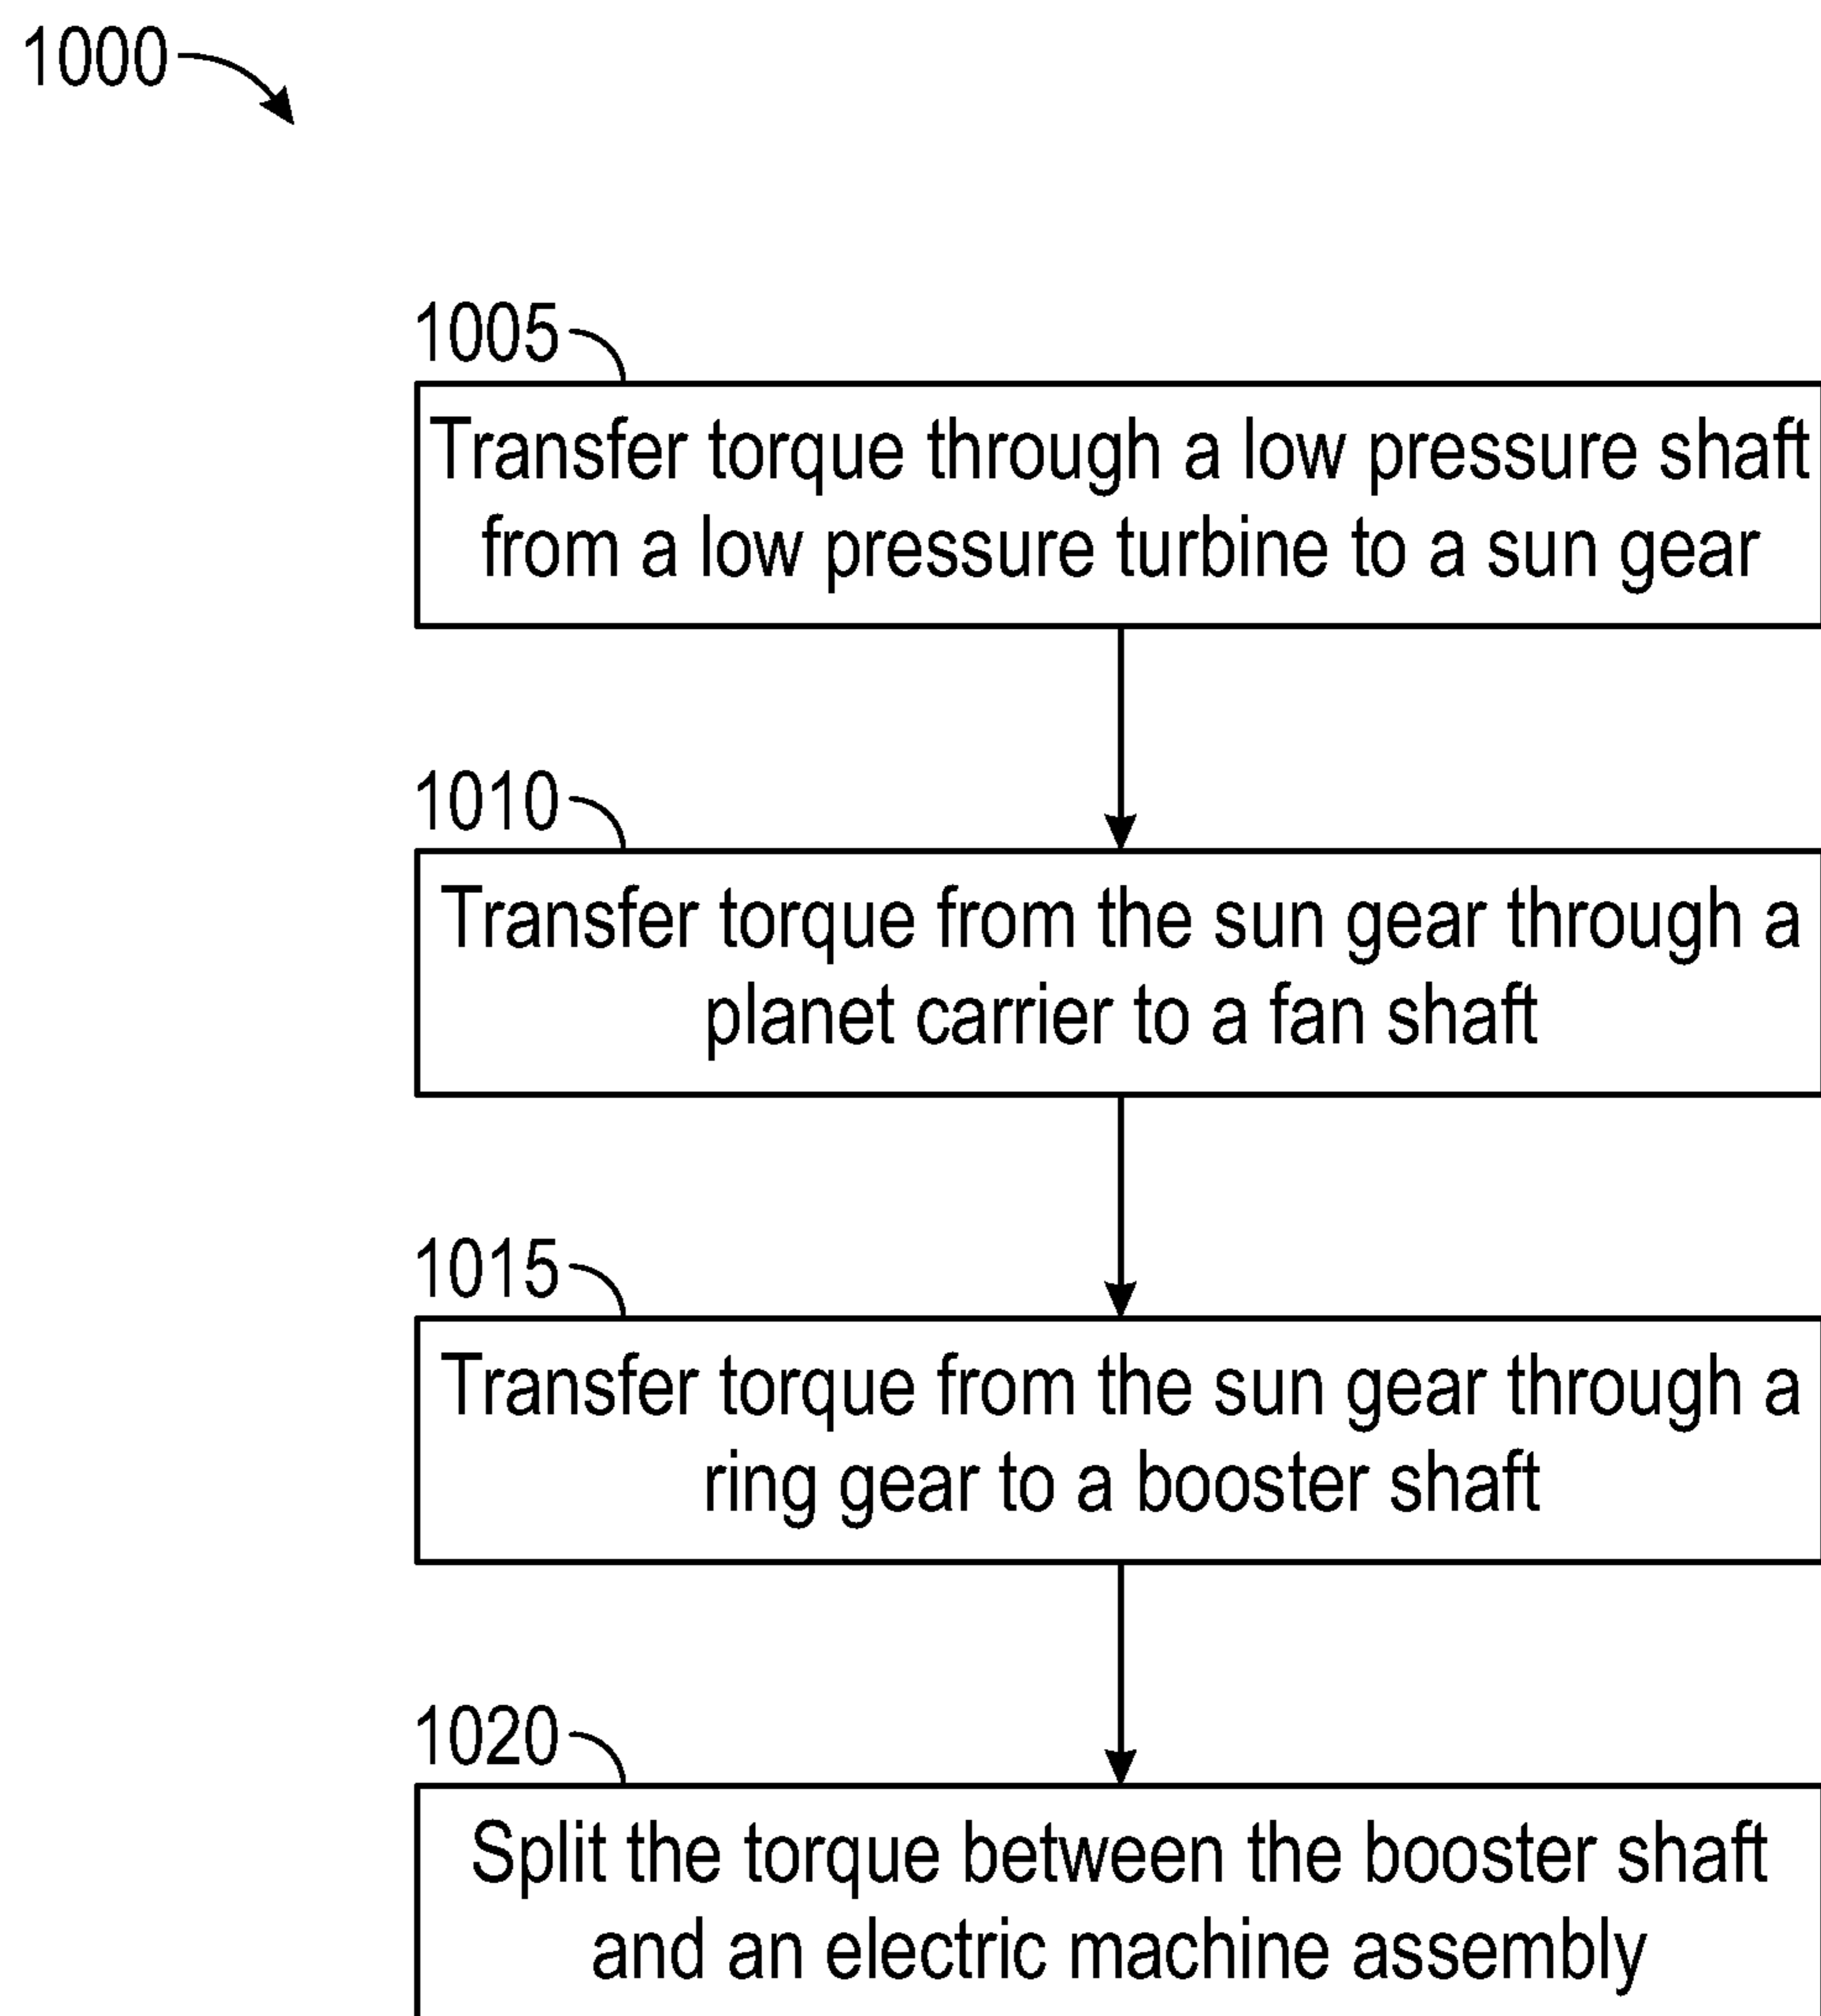 1000
1005
Transfer torque through a low pressure shaft
from a low pressure turbine to a sun gear
1010
Transfer torque from the sun gear through a
planet carrier to a fan shaft
1015
Transfer torque from the sun gear through a
ring gear to a booster shaft
1020
Split the torque between the booster shaft
and an electric machine assembly